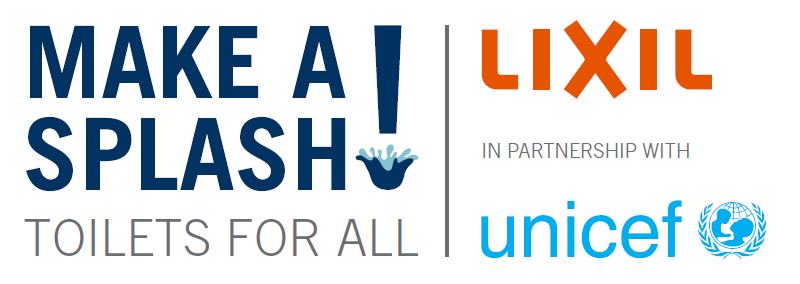 MAKE A
SPLASH!
TOILETS FOR ALL
LIXIL
IN PARTNERSHIP WITH
unicef